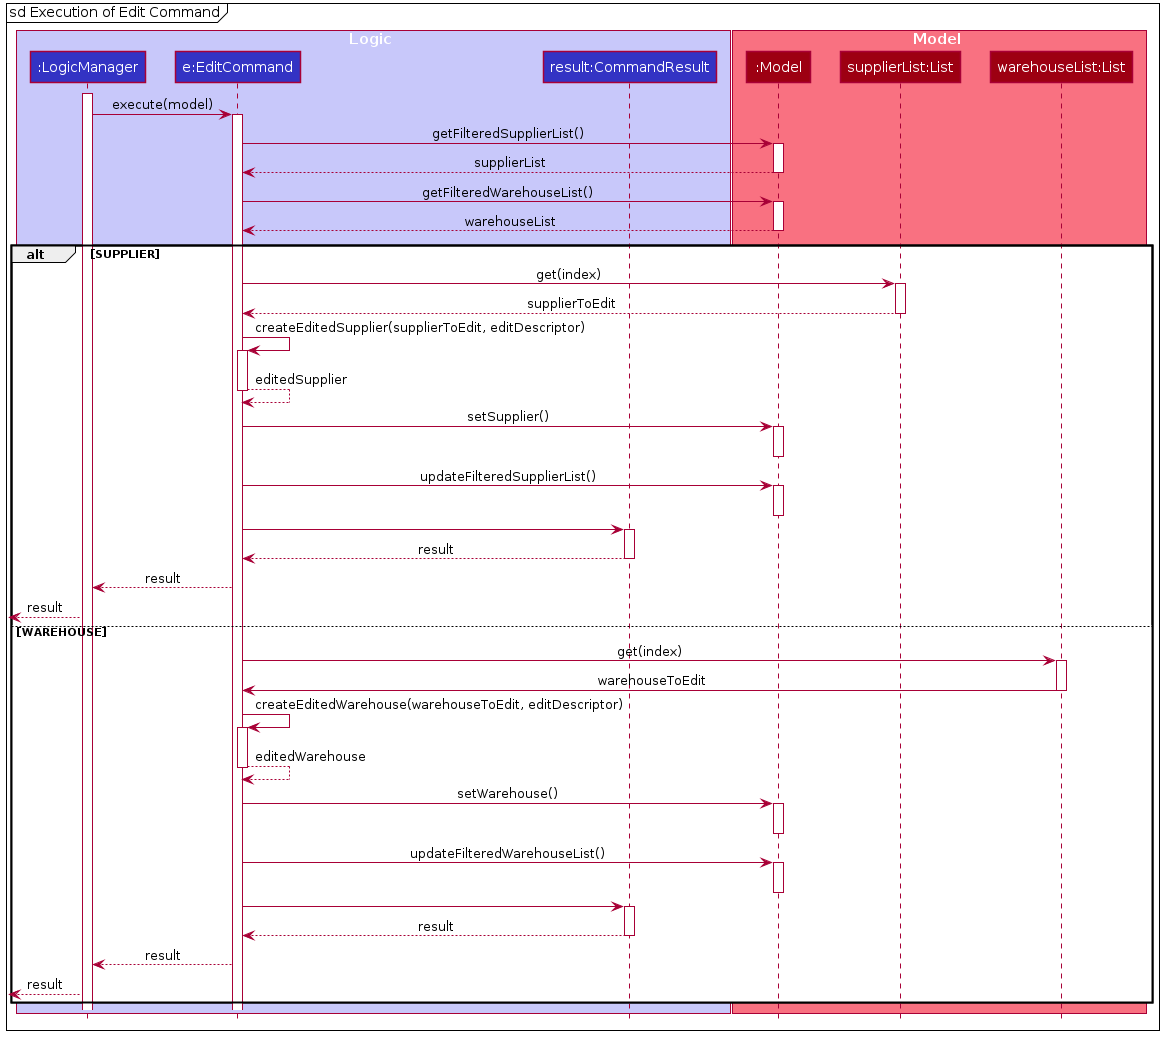 sd Execution of Edit Command
Logic
Model
:LogicManager
e:EditCommand
result:CommandResult
:Model
supplierList:List
warehouseList:List
execute(model)
getFilteredSupplierList()
supplierList
getFilteredWarehouseList()
warehouseList
alt
[SUPPLIER]
get(index)
supplierToEdit
createEditedSupplier(supplierToEdit, editDescriptor)
editedSupplier
setSupplier()
updateFilteredSupplierList()
result
result
result
[WAREHOUSE]
get(index)
warehouseToEdit
createEditedWarehouse(warehouseToEdit, editDescriptor)
editedWarehouse
setWarehouse()
updateFilteredWarehouseList()
result
result
result